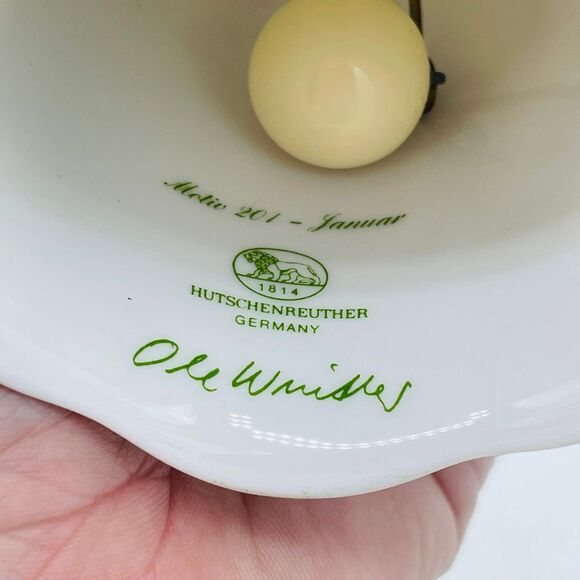 Motiv 201 - Januar
1814
HUTSCHENREUTHER
GERMANY
Ole Winther